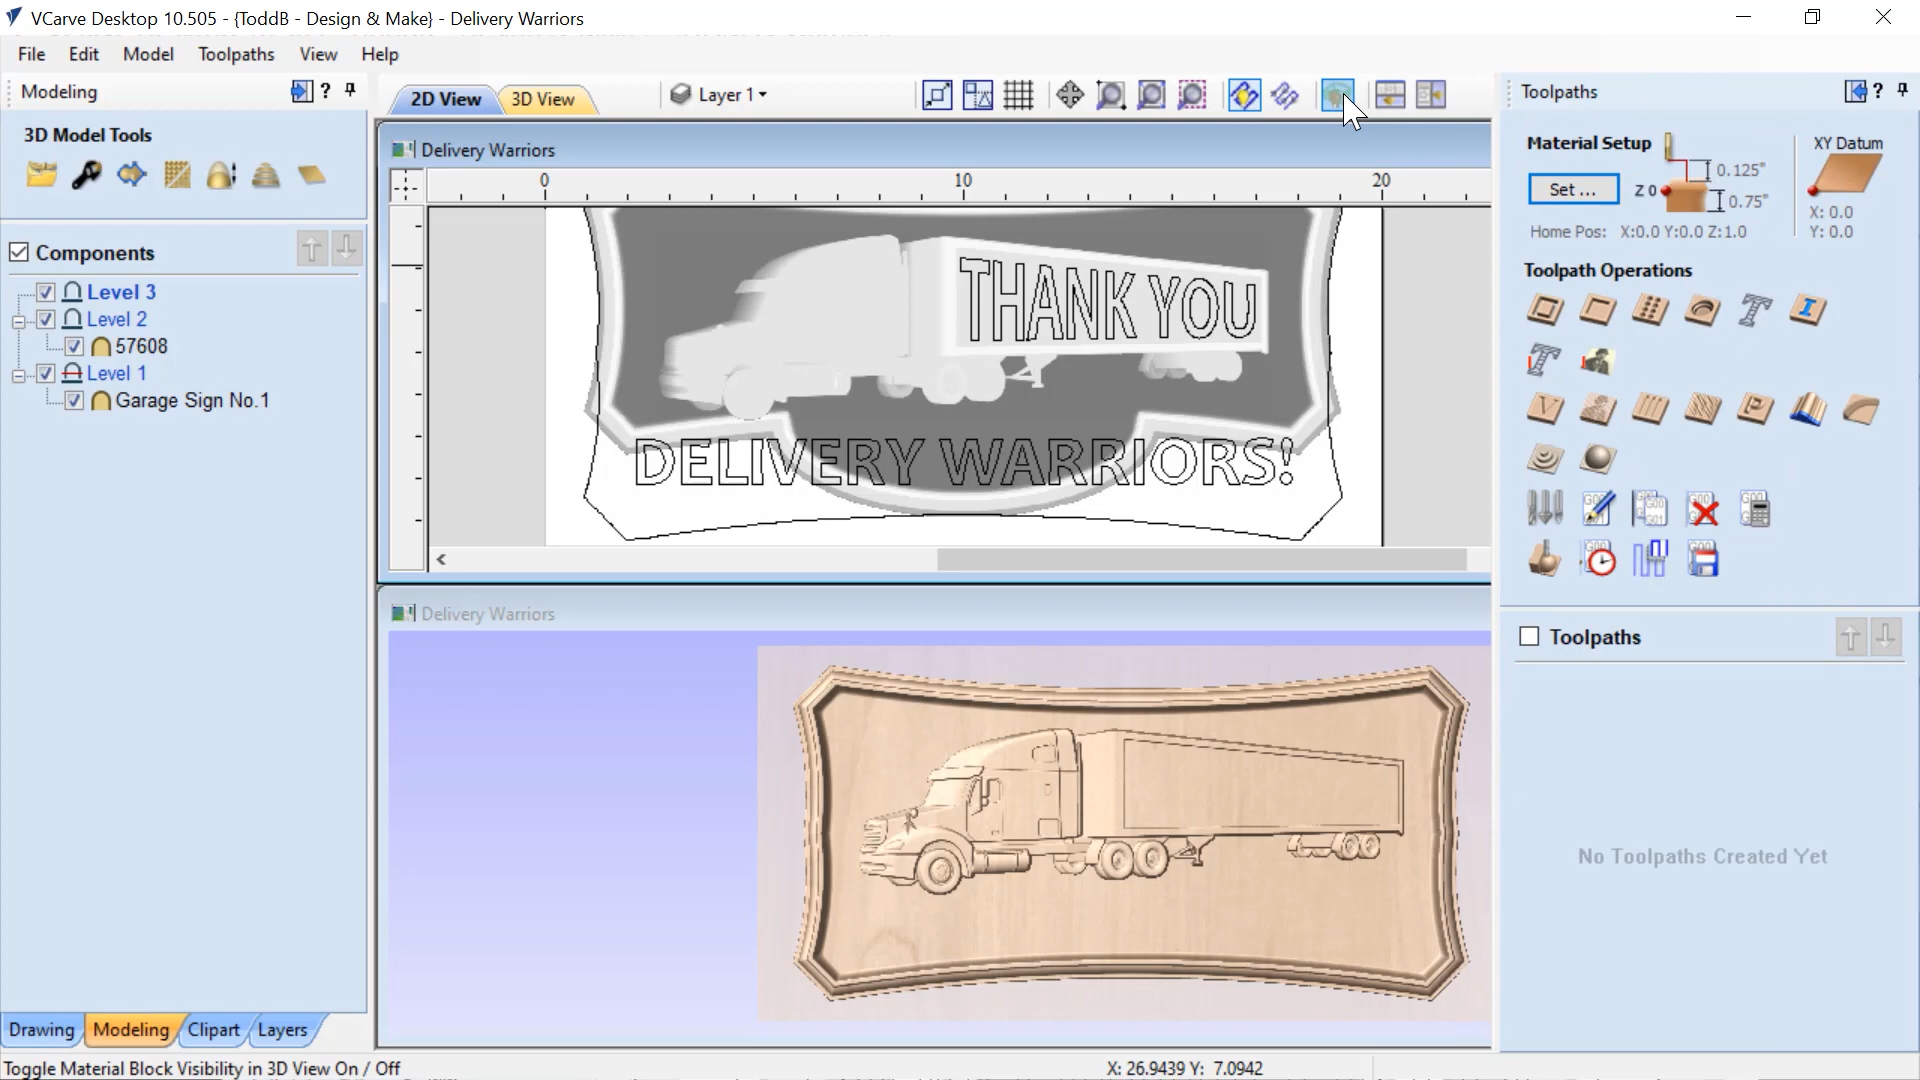 VCarve Desktop 10.505 - {ToddB - Design & Make} - Delivery Warriors
File Edit Model Toolpaths View Help
Modeling
?
3D Model Tools
Components
Level 3
Level 2
57608
Level 1
Garage Sign No.1
Drawing Modeling Clipart Layers
2D View 3D View Layer 1
Delivery Warriors
0 10 20
THANK YOU
DELIVERY WARRIORS!
Delivery Warriors
Toolpaths
?
Material Setup
Set ...
Z 0
0.125"
0.75"
XY Datum
X: 0.0
Y: 0.0
Home Pos: X:0.0 Y:0.0 Z:1.0
Toolpath Operations
Toolpaths
No Toolpaths Created Yet
Toggle Material Block Visibility in 3D View On / Off
X: 26.9439 Y: 7.0942